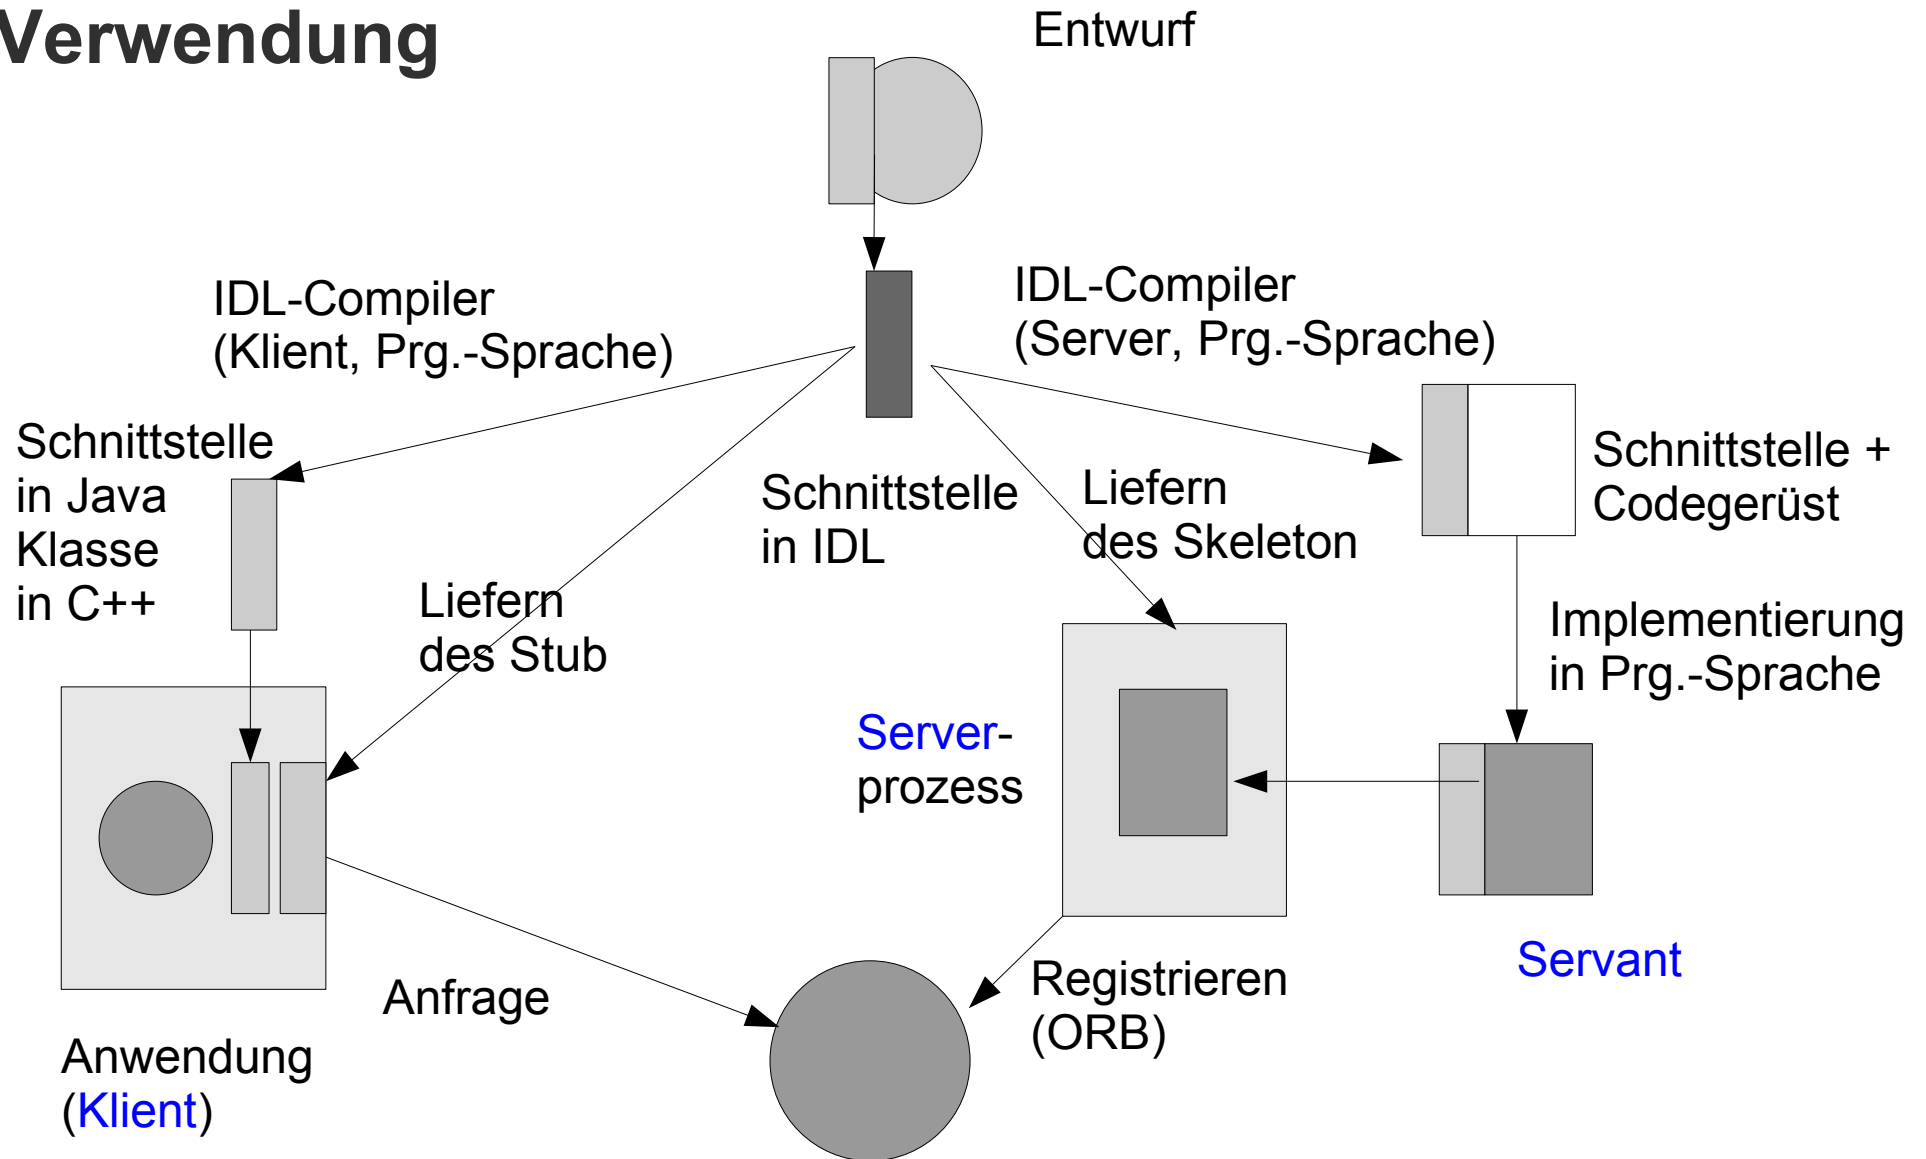 Verwendung
Entwurf
IDL-Compiler
(Klient, Prg.-Sprache)
IDL-Compiler
(Server, Prg.-Sprache)
Schnittstelle
in Java
Klasse
in C++
Schnittstelle
in IDL
Liefern
des Skeleton
Schnittstelle +
Codegerüst
Liefern
des Stub
Implementierung
in Prg.-Sprache
Server-
prozess
Servant
Anfrage
Registrieren
(ORB)
Anwendung
(Klient)